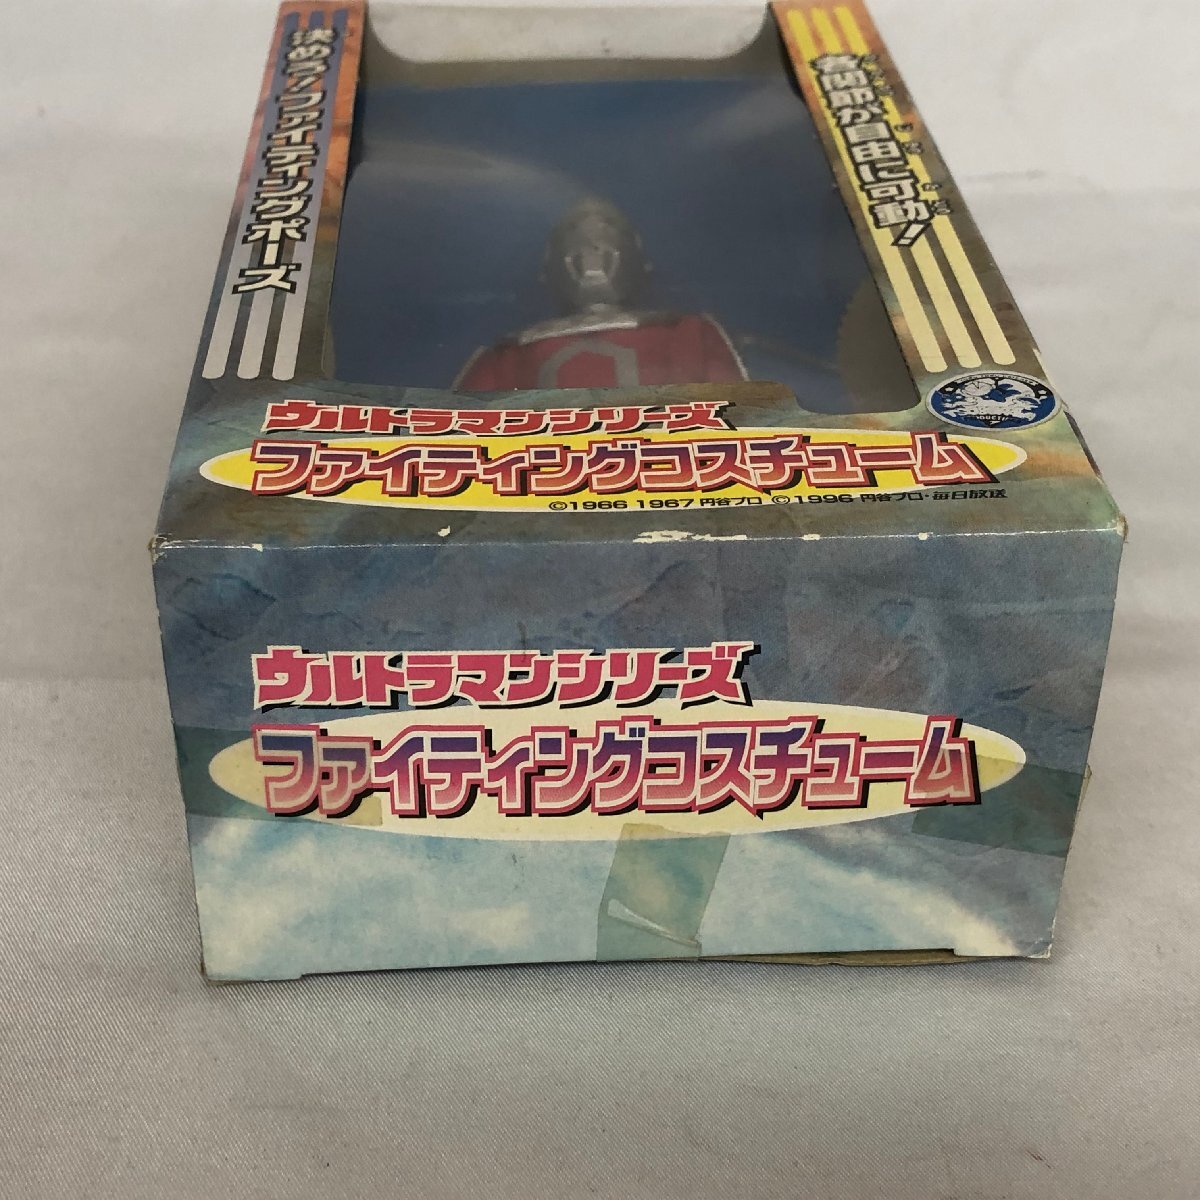 決めろ!ファイティングポーズ
各関節が自由に可動!
ウルトラマンシリーズ
ファイティングコスチューム
©1966 1967 円谷プロ ©1996 円谷プロ・毎日放送
ウルトラマンシリーズ
ファイティングコスチューム